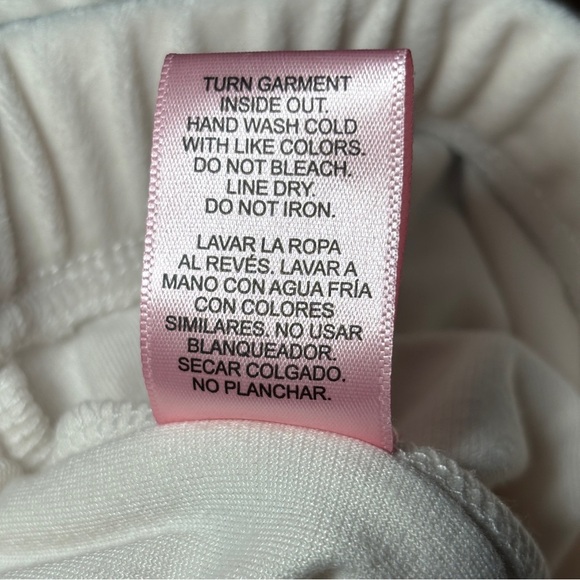 TURN GARMENT
INSIDE OUT.
HAND WASH COLD
WITH LIKE COLORS.
DO NOT BLEACH.
LINE DRY.
DO NOT IRON.
LAVAR LA ROPA
AL REVÉS. LAVAR A
MANO CON AGUA FRÍA
CON COLORES
SIMILARES. NO USAR
BLANQUEADOR.
SECAR COLGADO.
NO PLANCHAR.